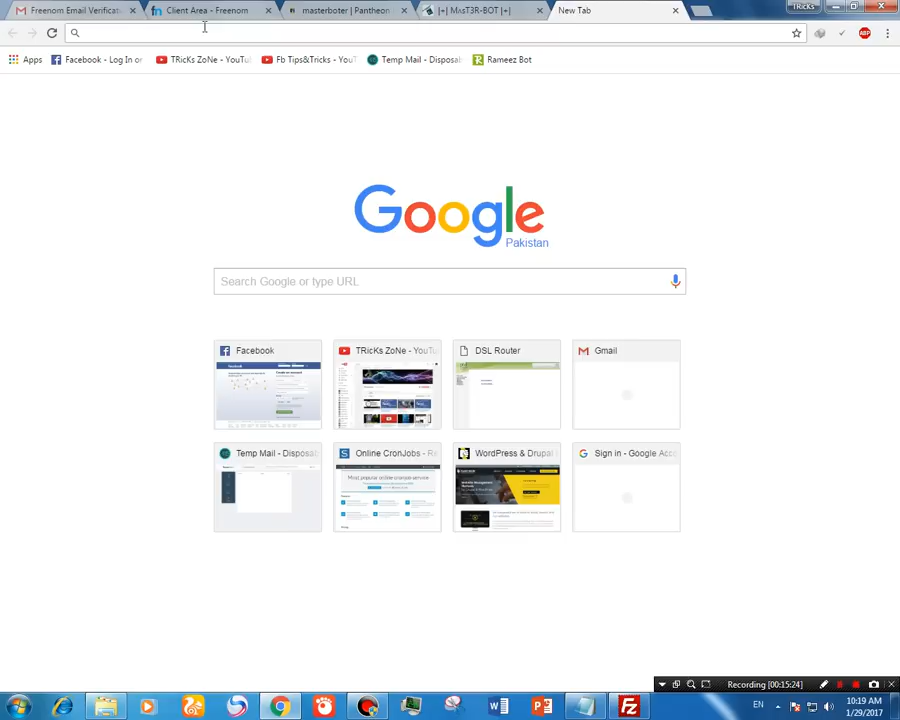 Freenom Email Verificat
Client Area - Freenom
masterboter | Pantheon
|+| MAsT3R-BOT |+|
New Tab
TRicKs
Apps
Facebook - Log In or
TRicKs ZoNe - YouTu
Fb Tips&Tricks - YouT
Temp Mail - Disposal
Rameez Bot
Google
Pakistan
Search Google or type URL
Facebook
TRicKs ZoNe - YouTu
DSL Router
Gmail
Temp Mail - Disposal
Online CronJobs - Re
WordPress & Drupal
Sign in - Google Acc
Recording [00:15:24]
EN
10:19 AM
1/29/2017